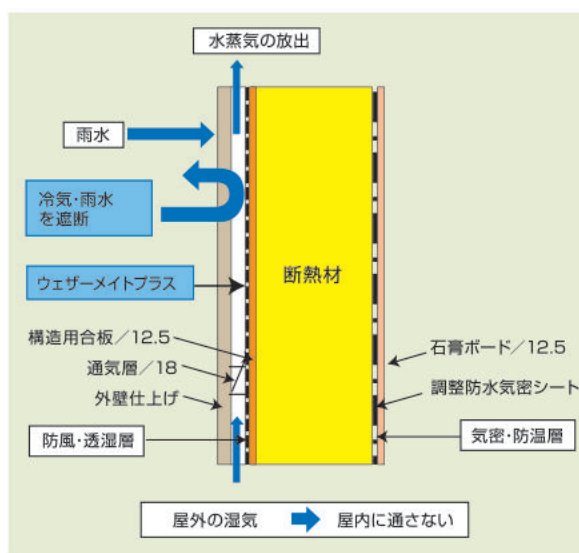 水蒸気の放出
雨水
冷気・雨水
を遮断
ウェザーメイトプラス
断熱材
構造用合板／12.5
通気層／18
外壁仕上げ
防風・透湿層
石膏ボード／12.5
調整防水気密シート
気密・防温層
屋外の湿気
屋内に通さない